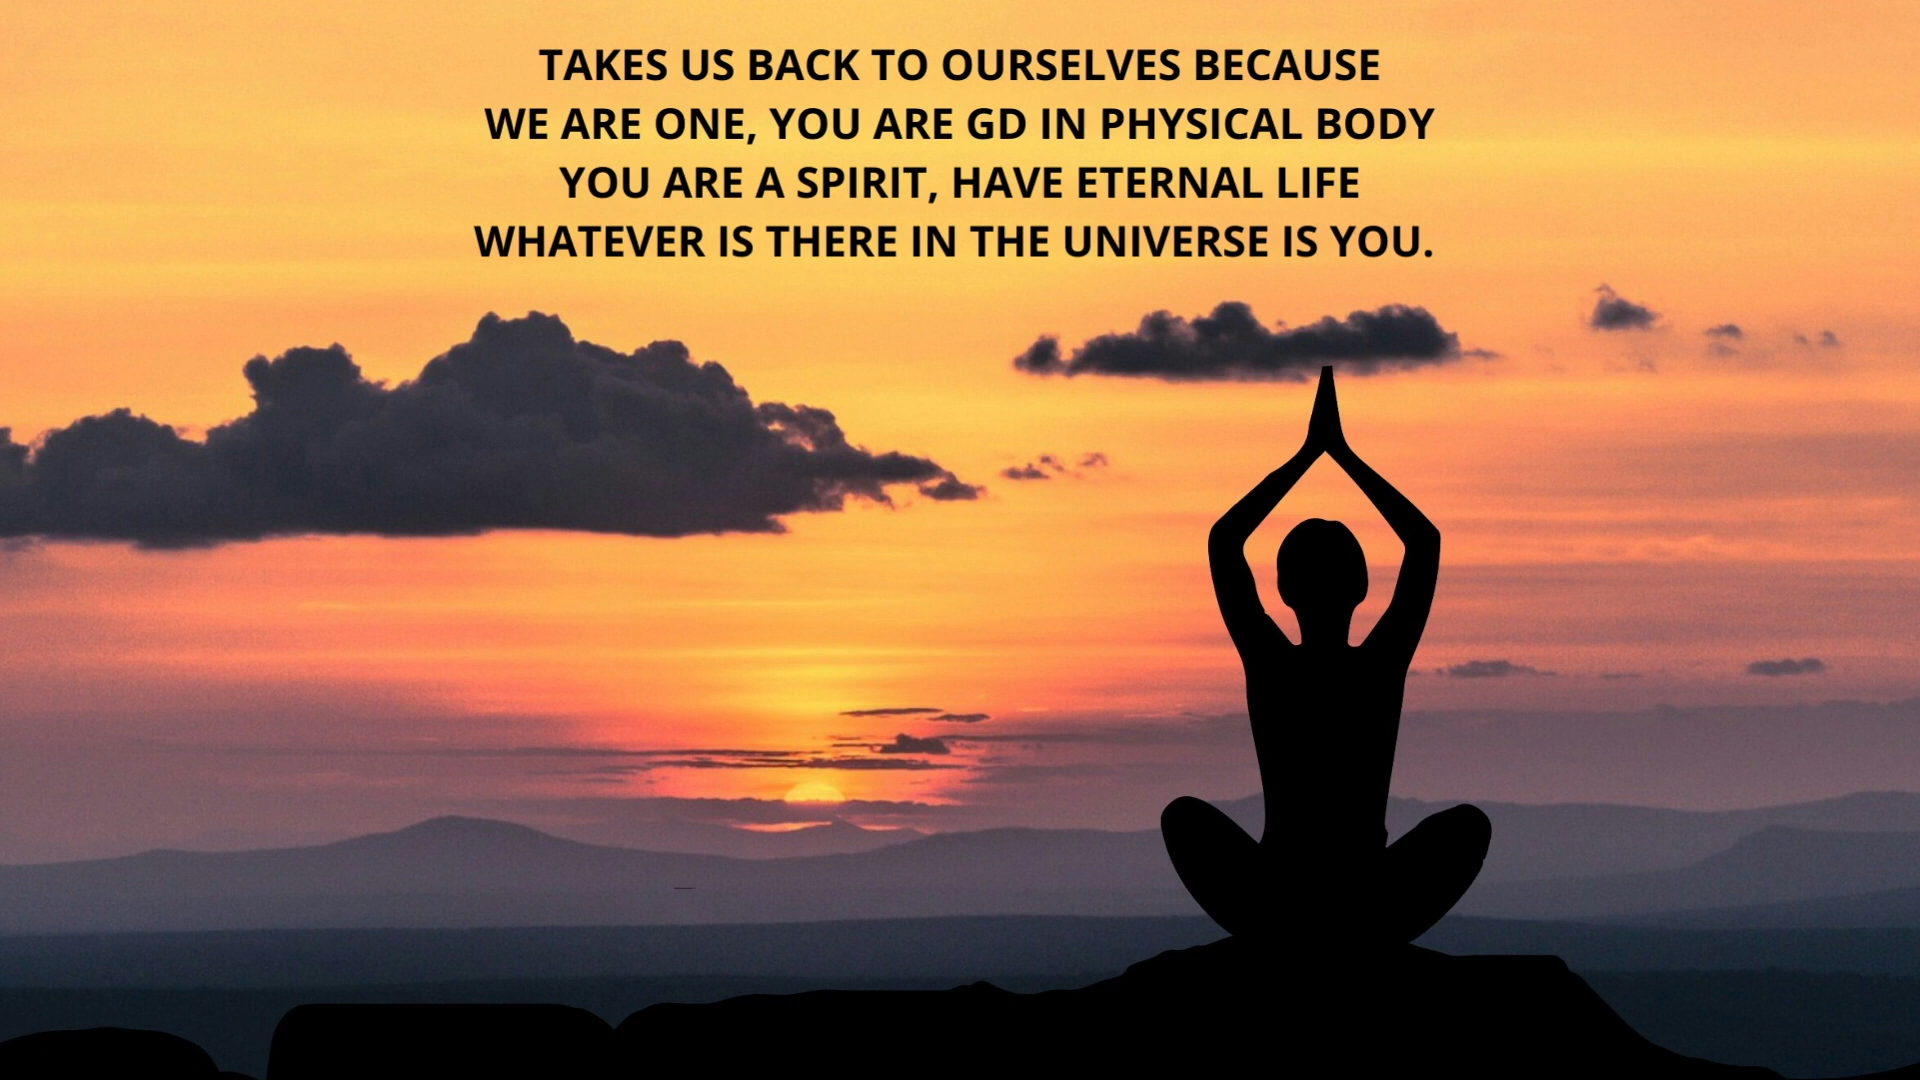 TAKES US BACK TO OURSELVES BECAUSE
WE ARE ONE, YOU ARE GD IN PHYSICAL BODY
YOU ARE A SPIRIT, HAVE ETERNAL LIFE
WHATEVER IS THERE IN THE UNIVERSE IS YOU.